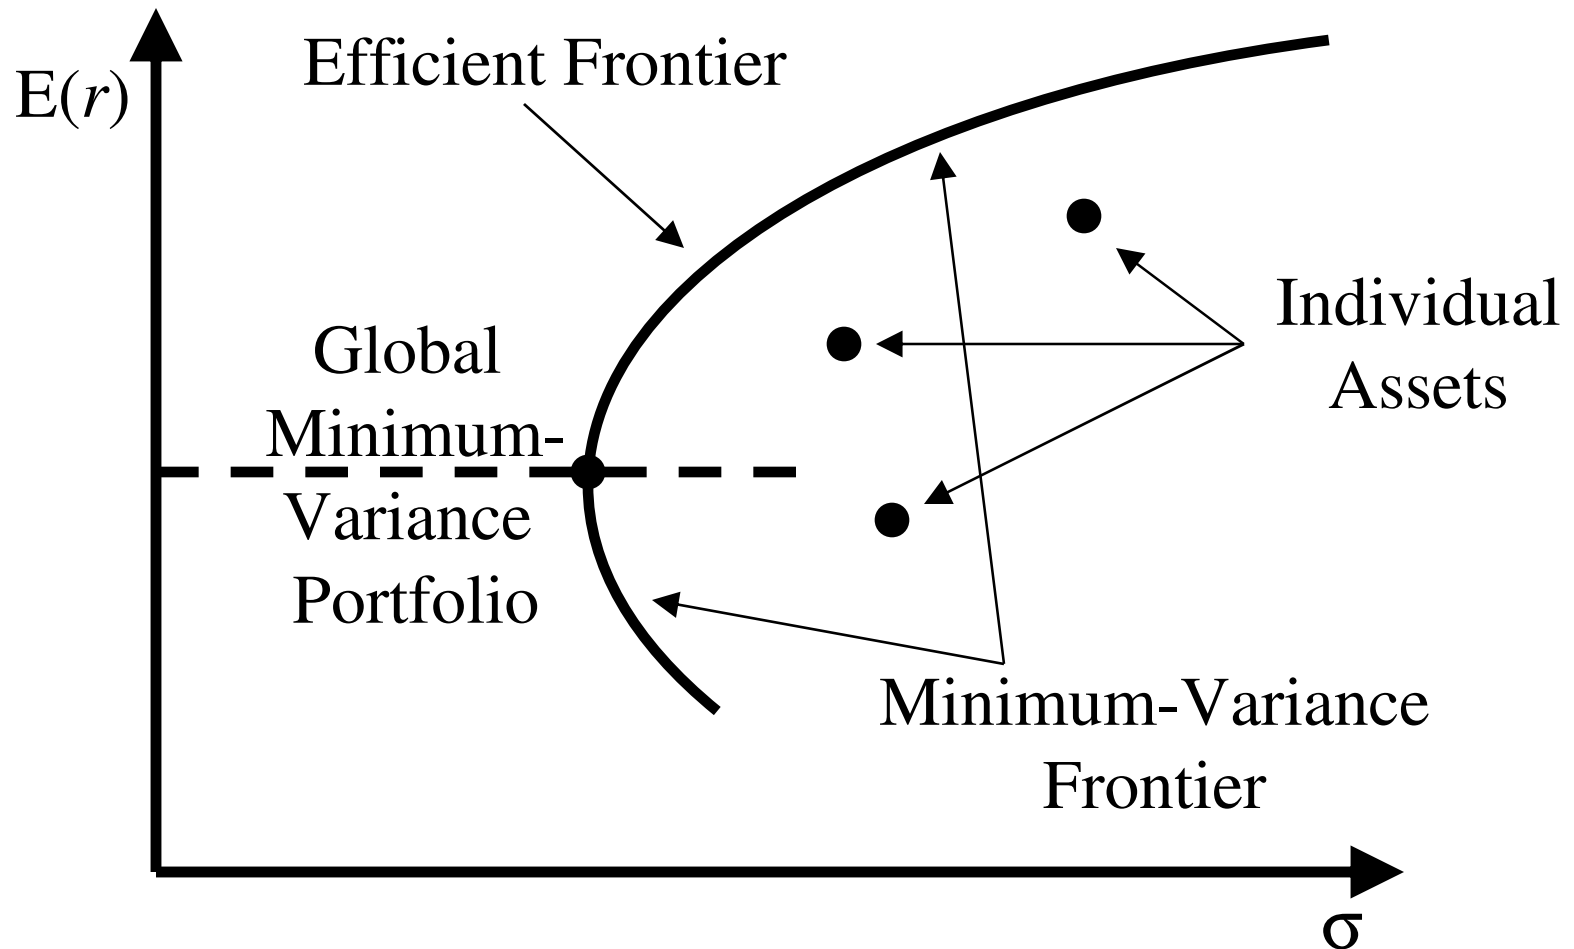 Efficient Frontier
E(r)
Global
Minimum-
Variance
Portfolio
Individual
Assets
Minimum-Variance
Frontier
σ